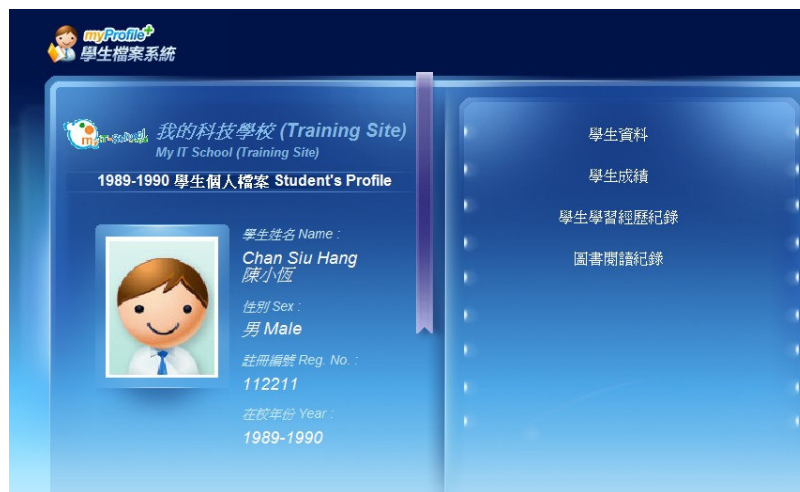 myProfile+
學生檔案系統
my IT-School
我的科技學校 (Training Site)
My IT School (Training Site)
1989-1990 學生個人檔案 Student's Profile
學生姓名 Name :
Chan Siu Hang
陳小恆
性別 Sex :
男 Male
註冊編號 Reg. No. :
112211
在校年份 Year :
1989-1990
學生資料
學生成績
學生學習經歷紀錄
圖書閱讀紀錄